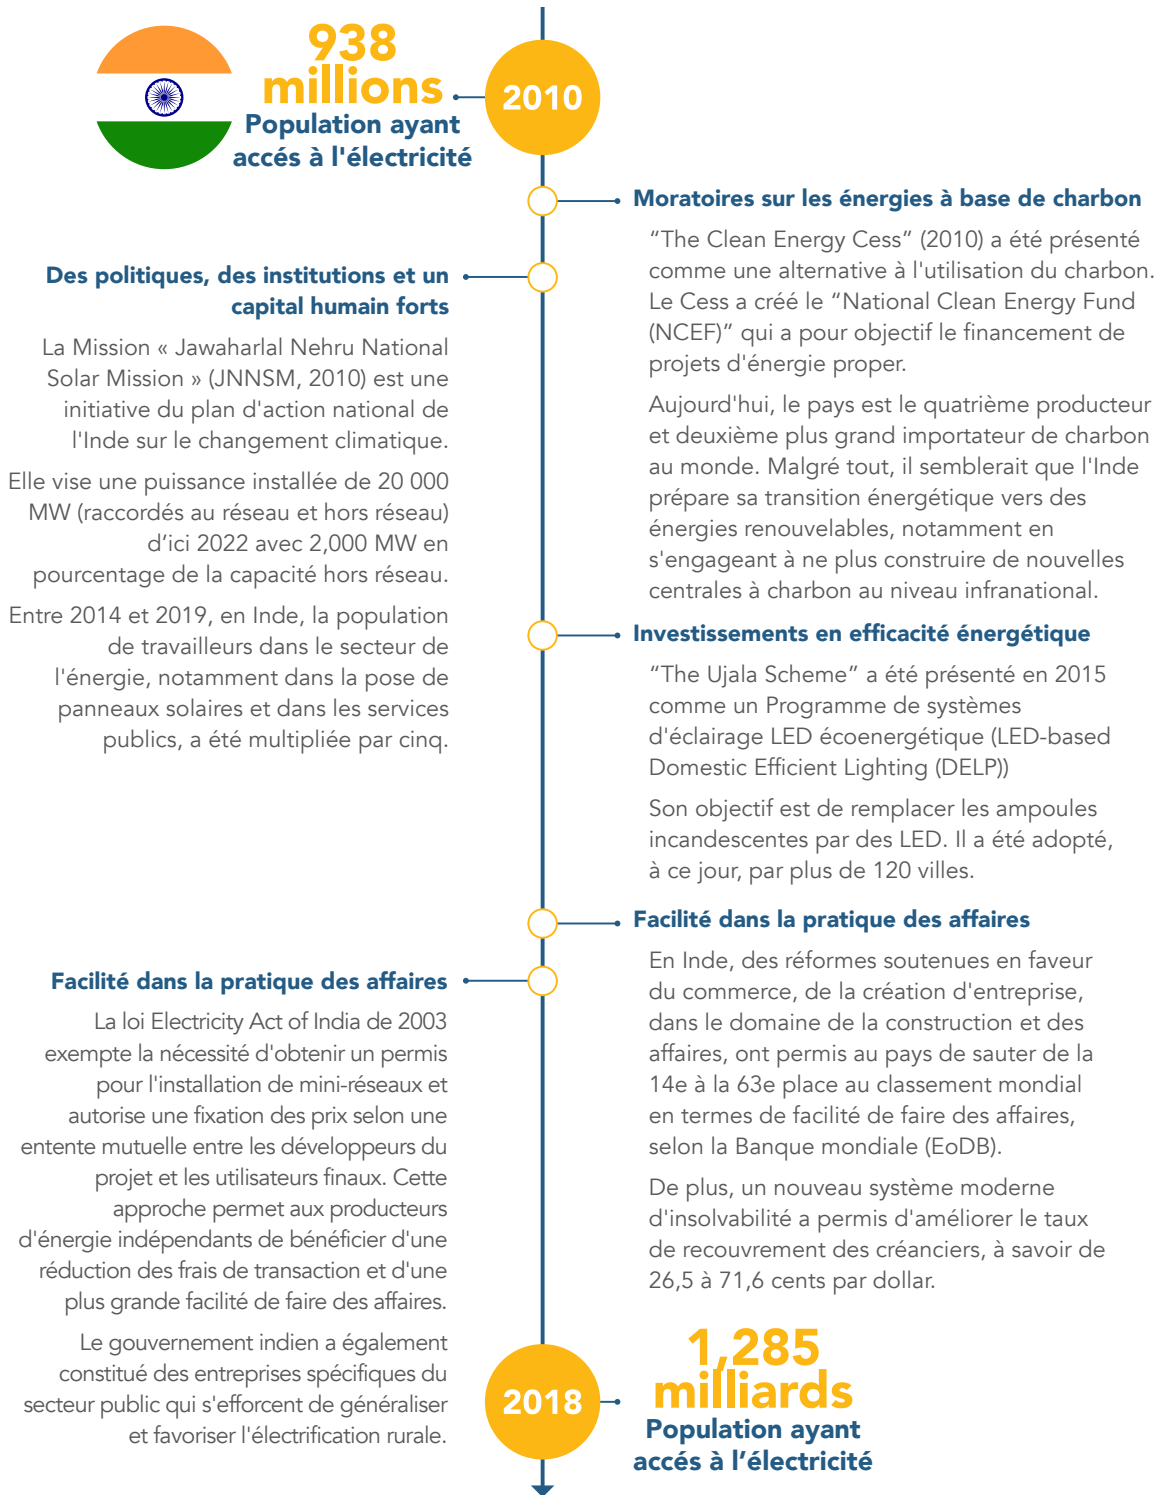 938
millions
Population ayant
accés à l'électricité
2010
Moratoires sur les énergies à base de charbon
“The Clean Energy Cess” (2010) a été présenté
comme une alternative à l'utilisation du charbon.
Le Cess a créé le “National Clean Energy Fund
(NCEF)” qui a pour objectif le financement de
projets d'énergie proper.
Aujourd'hui, le pays est le quatrième producteur
et deuxième plus grand importateur de charbon
au monde. Malgré tout, il semblerait que l'Inde
prépare sa transition énergétique vers des
énergies renouvelables, notamment en
s'engageant à ne plus construire de nouvelles
centrales à charbon au niveau infranational.
Des politiques, des institutions et un
capital humain forts
La Mission « Jawaharlal Nehru National
Solar Mission » (JNNSM, 2010) est une
initiative du plan d'action national de
l'Inde sur le changement climatique.
Elle vise une puissance installée de 20 000
MW (raccordés au réseau et hors réseau)
d’ici 2022 avec 2,000 MW en
pourcentage de la capacité hors réseau.
Entre 2014 et 2019, en Inde, la population
de travailleurs dans le secteur de
l'énergie, notamment dans la pose de
panneaux solaires et dans les services
publics, a été multipliée par cinq.
Investissements en efficacité énergétique
“The Ujala Scheme” a été présenté en 2015
comme un Programme de systèmes
d'éclairage LED écoenergétique (LED-based
Domestic Efficient Lighting (DELP))
Son objectif est de remplacer les ampoules
incandescentes par des LED. Il a été adopté,
à ce jour, par plus de 120 villes.
Facilité dans la pratique des affaires
En Inde, des réformes soutenues en faveur
du commerce, de la création d'entreprise,
dans le domaine de la construction et des
affaires, ont permis au pays de sauter de la
14e à la 63e place au classement mondial
en termes de facilité de faire des affaires,
selon la Banque mondiale (EoDB).
De plus, un nouveau système moderne
d'insolvabilité a permis d'améliorer le taux
de recouvrement des créanciers, à savoir de
26,5 à 71,6 cents par dollar.
Facilité dans la pratique des affaires
La loi Electricity Act of India de 2003
exempte la nécessité d'obtenir un permis
pour l'installation de mini-réseaux et
autorise une fixation des prix selon une
entente mutuelle entre les développeurs du
projet et les utilisateurs finaux. Cette
approche permet aux producteurs
d'énergie indépendants de bénéficier d'une
réduction des frais de transaction et d'une
plus grande facilité de faire des affaires.
Le gouvernement indien a également
constitué des entreprises spécifiques du
secteur public qui s'efforcent de généraliser
et favoriser l'électrification rurale.
2018
1,285
milliards
Population ayant
accés à l’électricité